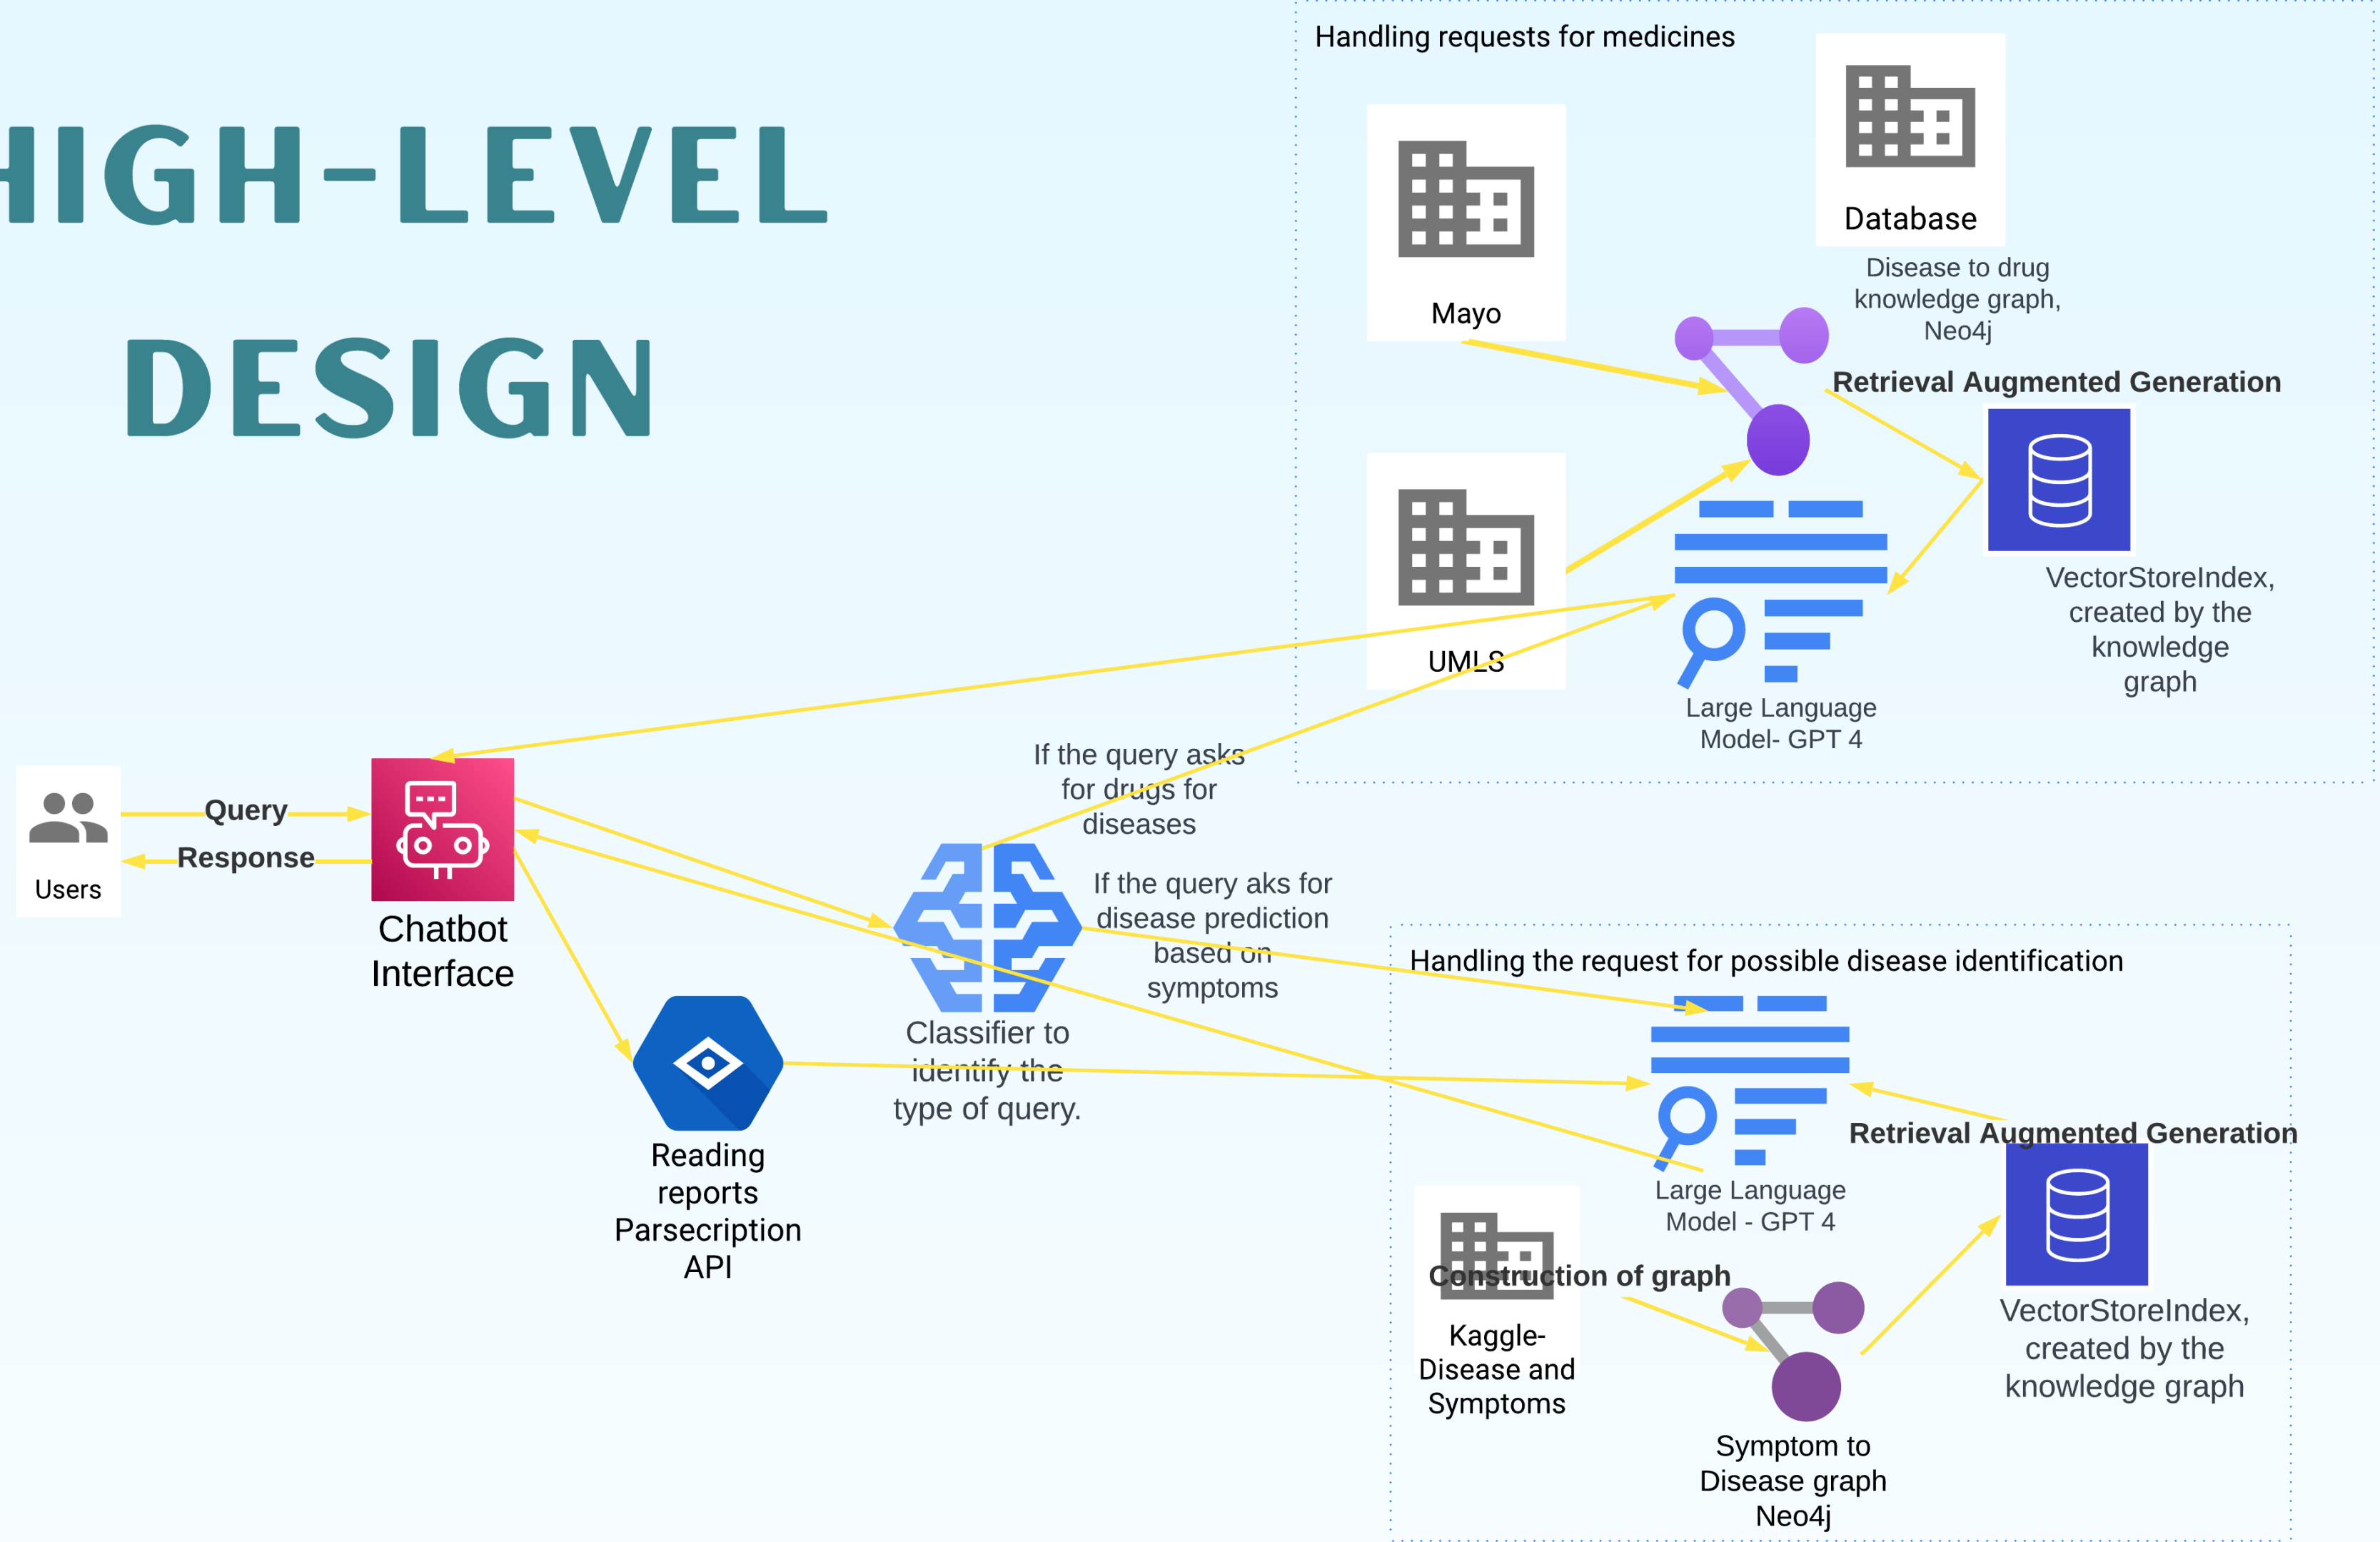 HIGH-LEVEL
DESIGN
Handling requests for medicines
Database
Mayo
Disease to drug
knowledge graph,
Neo4j
Retrieval Augmented Generation
UMLS
VectorStoreIndex,
created by the
knowledge
graph
Large Language
Model- GPT 4
Users
Query
Response
Chatbot
Interface
If the query asks
for drugs for
diseases
If the query aks for
disease prediction
based on
symptoms
Classifier to
identify the
type of query.
Reading
reports
Parsecription
API
Handling the request for possible disease identification
Retrieval Augmented Generation
Large Language
Model - GPT 4
Construction of graph
Kaggle-
Disease and
Symptoms
VectorStoreIndex,
created by the
knowledge graph
Symptom to
Disease graph
Neo4j